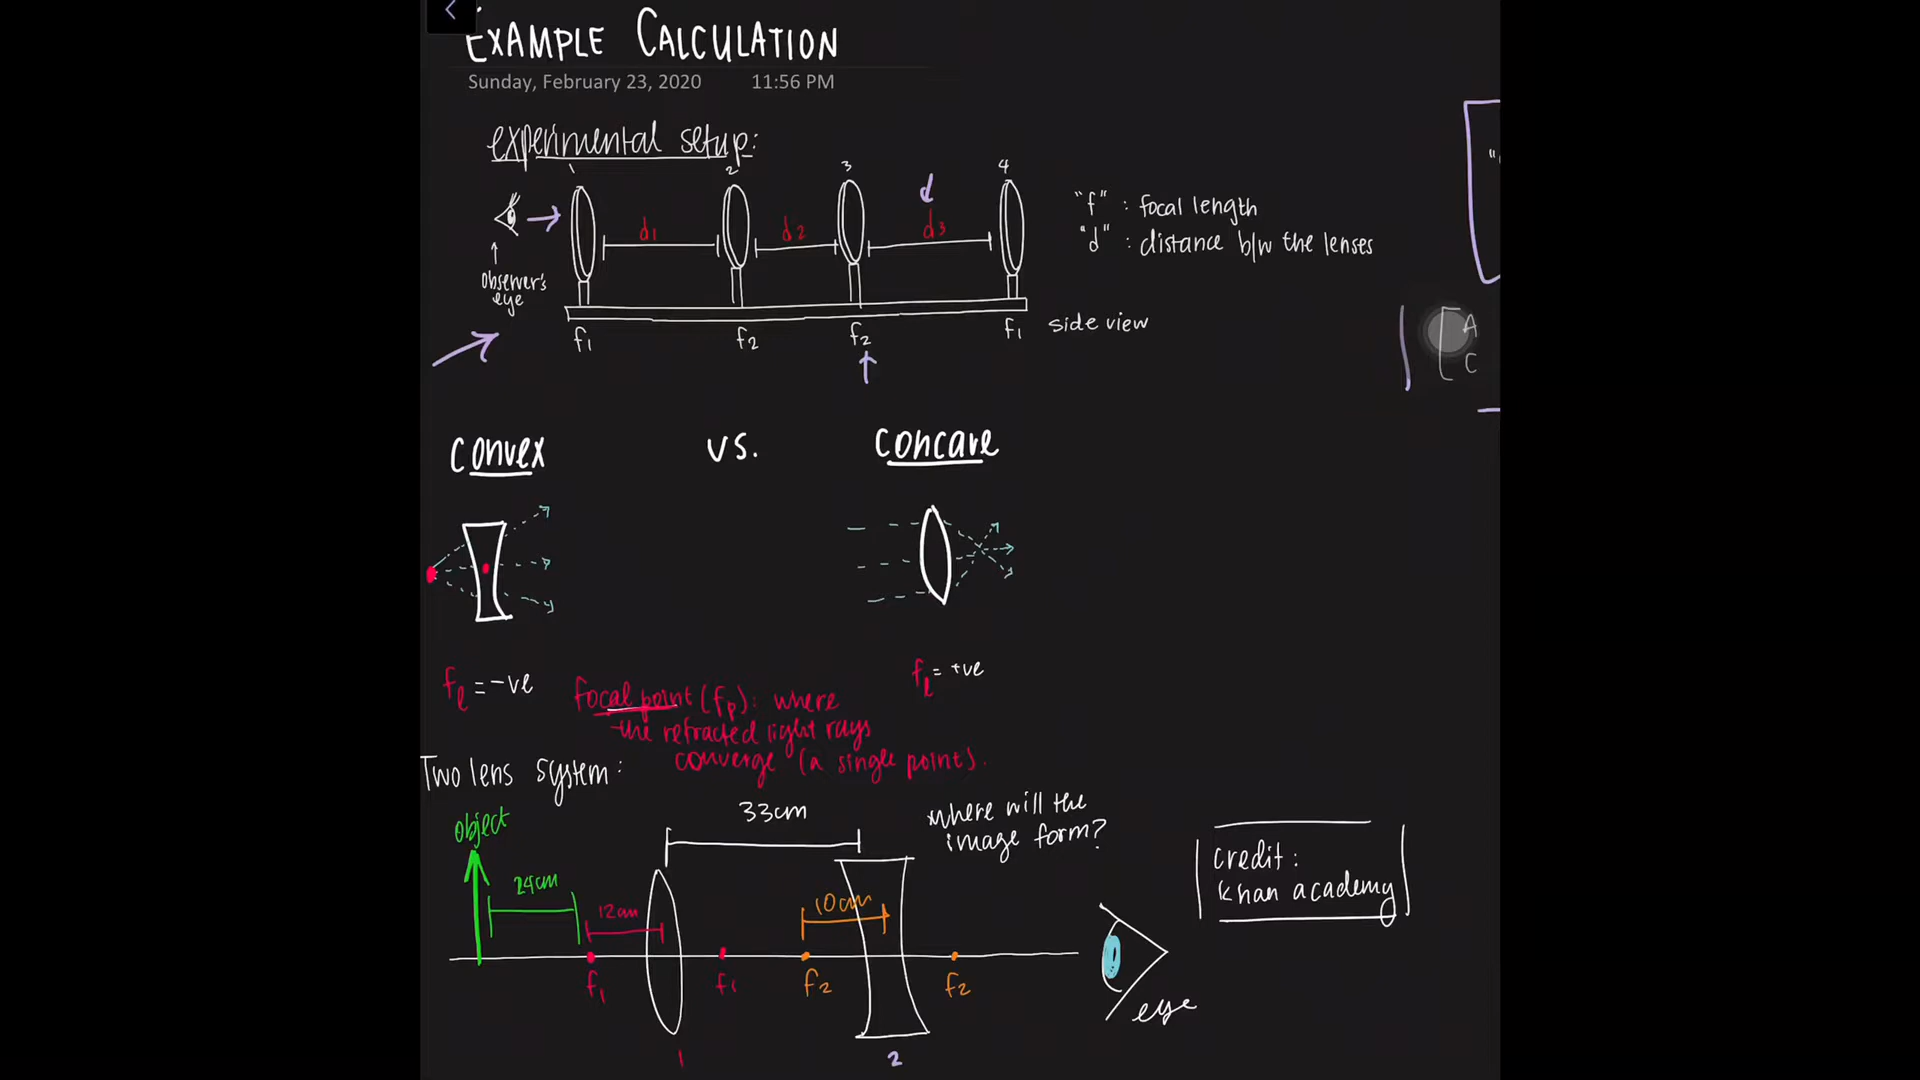 EXAMPLE CALCULATION
Sunday, February 23, 2020 11:56 PM
experimental setup:
1 2 3 4
d
d1 d2 d3
observer's
eye
f1 f2 f2 f1 side view
"f" : focal length
"d" : distance b/w the lenses
A
C
convex vs. concave
fl = -ve
fl = +ve
focal point (fp): where
the refracted light rays
converge (a single point).
Two lens system:
object
33cm
where will the
image form?
24cm
12cm
10cm
f1 f1 f2 f2
1 2
eye
credit:
khan academy